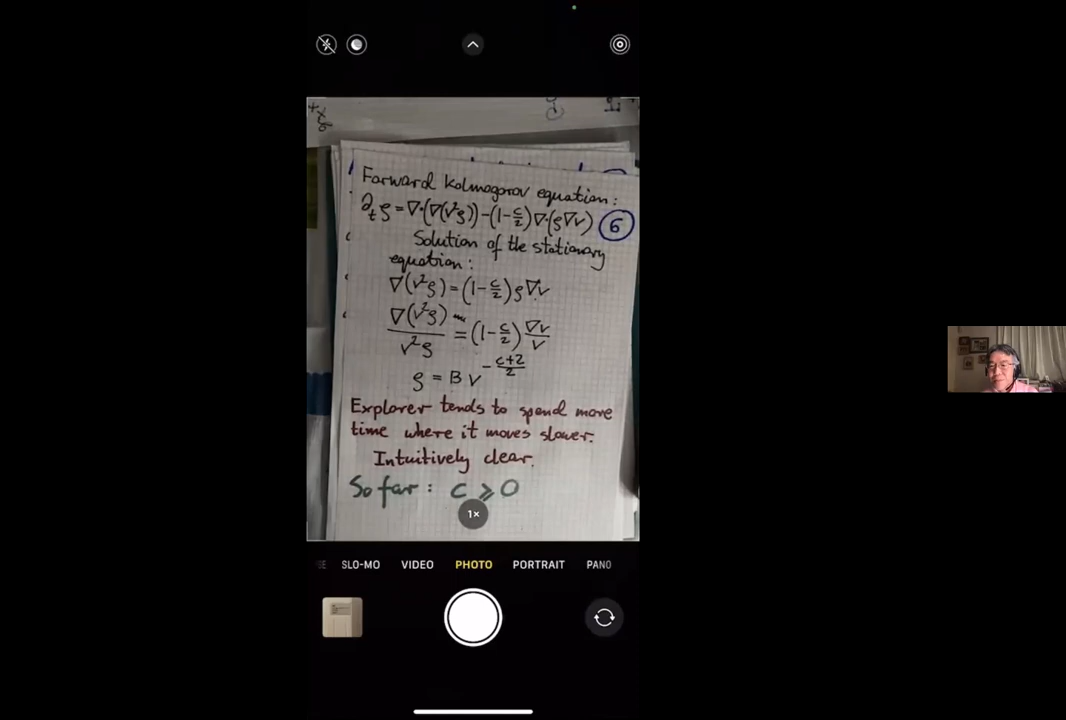 Forward Kolmogorov equation:
∂ₜρ = ∇·(∇(v²ρ)) − (1−c/2)∇·(ρ∇v) 6
Solution of the stationary
equation:
∇(v²ρ) = (1−c/2)ρ∇v
∇(v²ρ)/v²ρ = (1−c/2) ∇v/v
ρ = B v^(−(c+2)/2)
Explorer tends to spend more
time where it moves slower.
Intuitively clear.
So far: c ⩾ 0
1×
SLO-MO VIDEO PHOTO PORTRAIT PANO